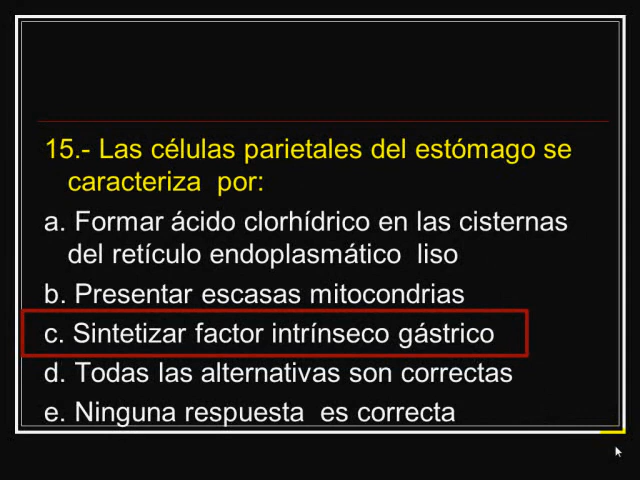 15.- Las células parietales del estómago se
caracteriza por:
a. Formar ácido clorhídrico en las cisternas
del retículo endoplasmático liso
b. Presentar escasas mitocondrias
c. Sintetizar factor intrínseco gástrico
d. Todas las alternativas son correctas
e. Ninguna respuesta es correcta